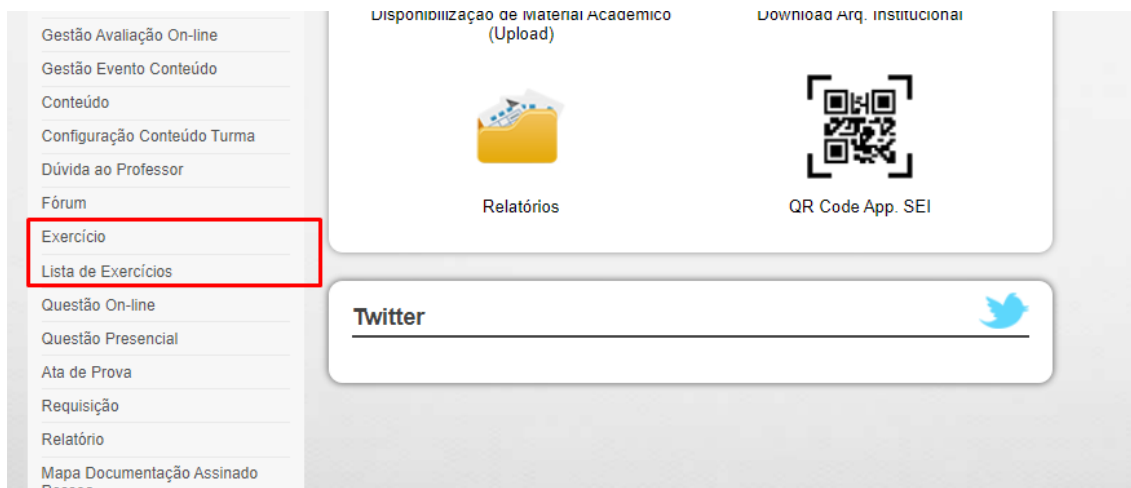 Gestão Avaliação On-line
Gestão Evento Conteúdo
Conteúdo
Configuração Conteúdo Turma
Dúvida ao Professor
Fórum
Exercício
Lista de Exercícios
Questão On-line
Questão Presencial
Ata de Prova
Requisição
Relatório
Mapa Documentação Assinado
Disponibilização de Material Acadêmico
(Upload)
Download Arq. Institucional
Relatórios
QR Code App. SEI
Twitter